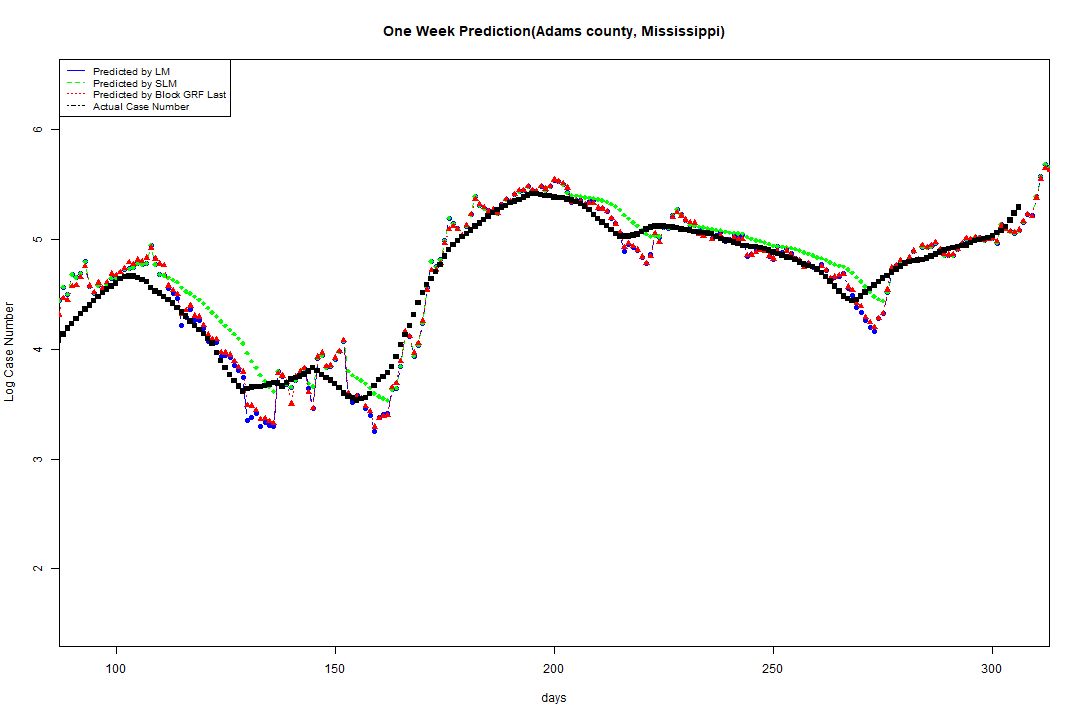 One Week Prediction(Adams county, Mississippi)
Predicted by LM
Predicted by SLM
Predicted by Block GRF Last
Actual Case Number
6
5
4
3
2
Log Case Number
100 150 200 250 300
days